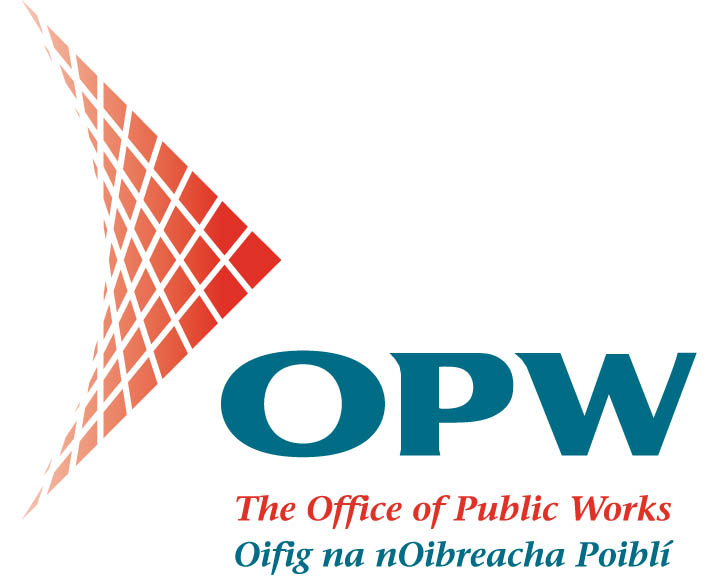 OPW
The Office of Public Works
Oifig na nOibreacha Poiblí